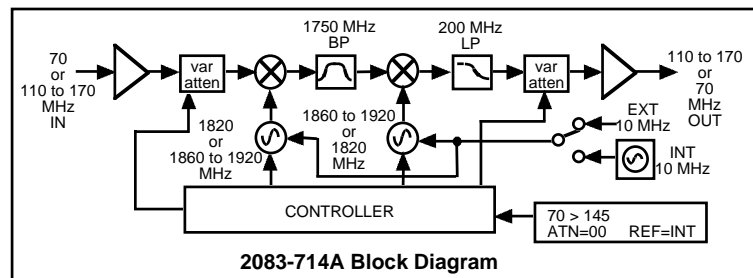 70
or
110 to 170
MHz
IN
var
atten
1750 MHz
BP
200 MHz
LP
var
atten
110 to 170
or
70
MHz
OUT
1820
or
1860 to 1920
MHz
1860 to 1920
or
1820
MHz
EXT
10 MHz
INT
10 MHz
CONTROLLER
70 > 145
ATN=00 REF=INT
2083-714A Block Diagram